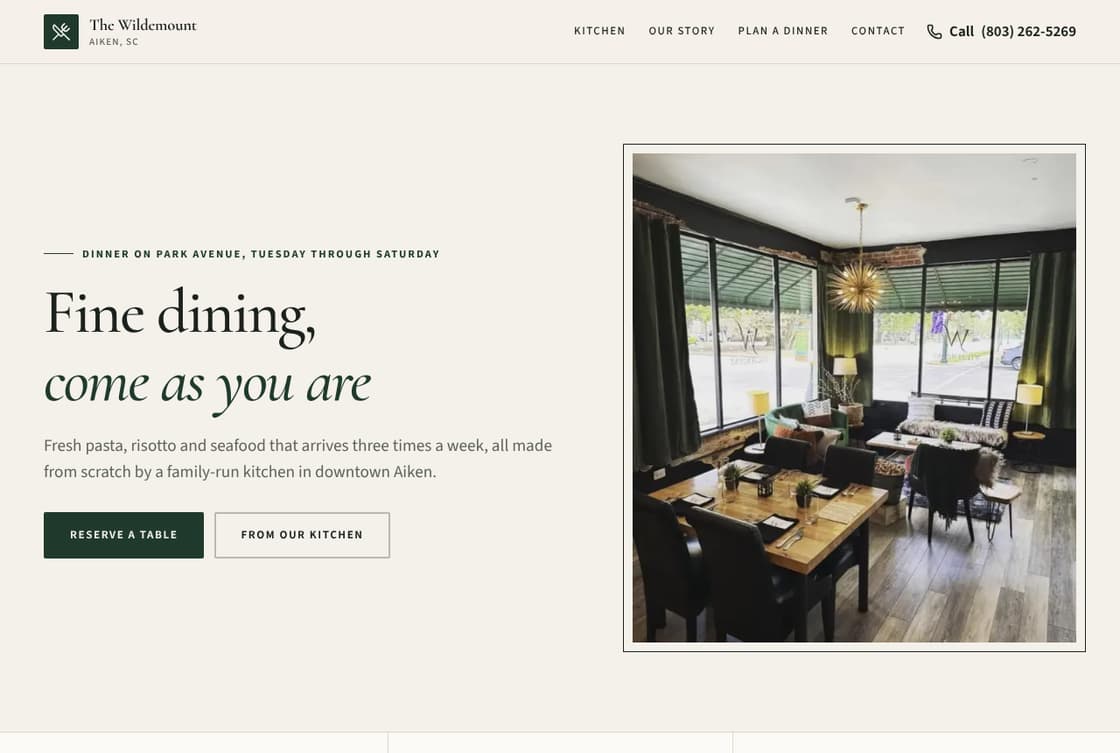 The Wildemount
AIKEN, SC
KITCHEN
OUR STORY
PLAN A DINNER
CONTACT
Call (803) 262-5269
DINNER ON PARK AVENUE, TUESDAY THROUGH SATURDAY
Fine dining,
come as you are
Fresh pasta, risotto and seafood that arrives three times a week, all made
from scratch by a family-run kitchen in downtown Aiken.
RESERVE A TABLE
FROM OUR KITCHEN